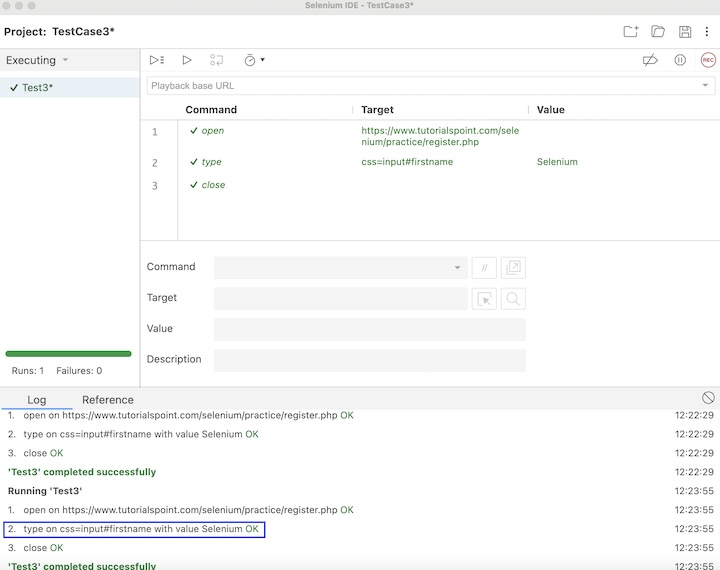 Selenium IDE - TestCase3*
Project: TestCase3*
Executing
Test3*
REC
Playback base URL
Command Target Value
1 open https://www.tutorialspoint.com/sele
nium/practice/register.php
2 type css=input#firstname Selenium
3 close
Command
//
Target
Value
Description
Runs: 1 Failures: 0
Log Reference
1. open on https://www.tutorialspoint.com/selenium/practice/register.php OK 12:22:29
2. type on css=input#firstname with value Selenium OK 12:22:29
3. close OK 12:22:29
'Test3' completed successfully 12:22:29
Running 'Test3' 12:23:55
1. open on https://www.tutorialspoint.com/selenium/practice/register.php OK 12:23:55
2. type on css=input#firstname with value Selenium OK 12:23:55
3. close OK 12:23:55
'Test3' completed successfully 12:23:55